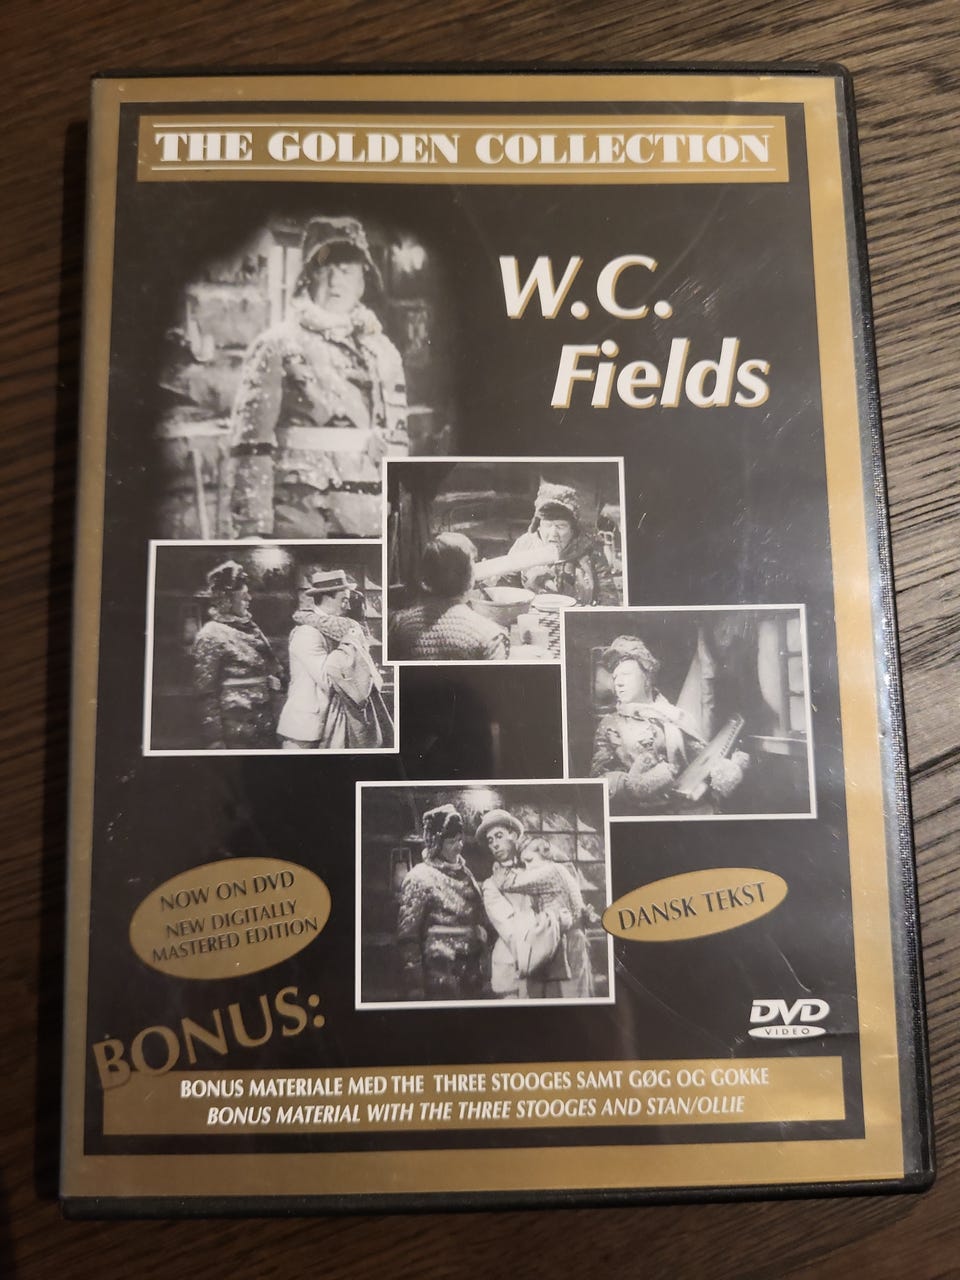 THE GOLDEN COLLECTION
W.C.
Fields
NOW ON DVD
NEW DIGITALLY
MASTERED EDITION
DANSK TEKST
BONUS:
DVD
VIDEO
BONUS MATERIALE MED THE THREE STOOGES SAMT GØG OG GOKKE
BONUS MATERIAL WITH THE THREE STOOGES AND STAN/OLLIE